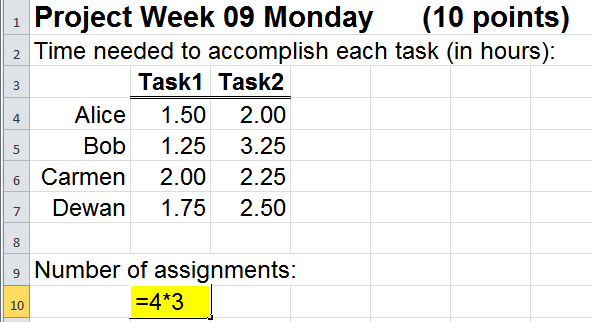 1 Project Week 09 Monday (10 points)
2 Time needed to accomplish each task (in hours):
3 Task1 Task2
4 Alice 1.50 2.00
5 Bob 1.25 3.25
6 Carmen 2.00 2.25
7 Dewan 1.75 2.50
8
9 Number of assignments:
10 =4*3